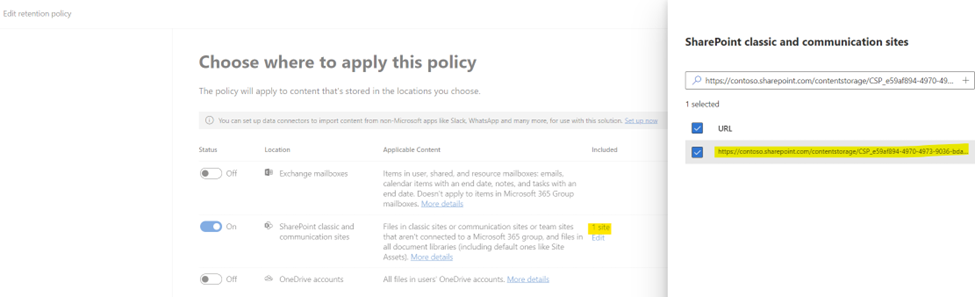 Edit retention policy
Choose where to apply this policy
The policy will apply to content that's stored in the locations you choose.
You can set up data connectors to import content from non-Microsoft apps like Slack, WhatsApp and many more, for use with this solution. Set up now
Status Location Applicable Content Included
Off Exchange mailboxes Items in user, shared, and resource mailboxes: emails,
calendar items with an end date, notes, and tasks with an
end date. Doesn't apply to items in Microsoft 365 Group
mailboxes. More details
On SharePoint classic and Files in classic sites or communication sites or team sites 1 site
communication sites that aren't connected to a Microsoft 365 group, and files in Edit
all document libraries (including default ones like Site
Assets). More details
Off OneDrive accounts All files in users' OneDrive accounts. More details
SharePoint classic and communication sites
https://contoso.sharepoint.com/contentstorage/CSP_e59af894-4970-49... +
1 selected
URL
https://contoso.sharepoint.com/contentstorage/CSP_e59af894-4970-4973-9036-bda...